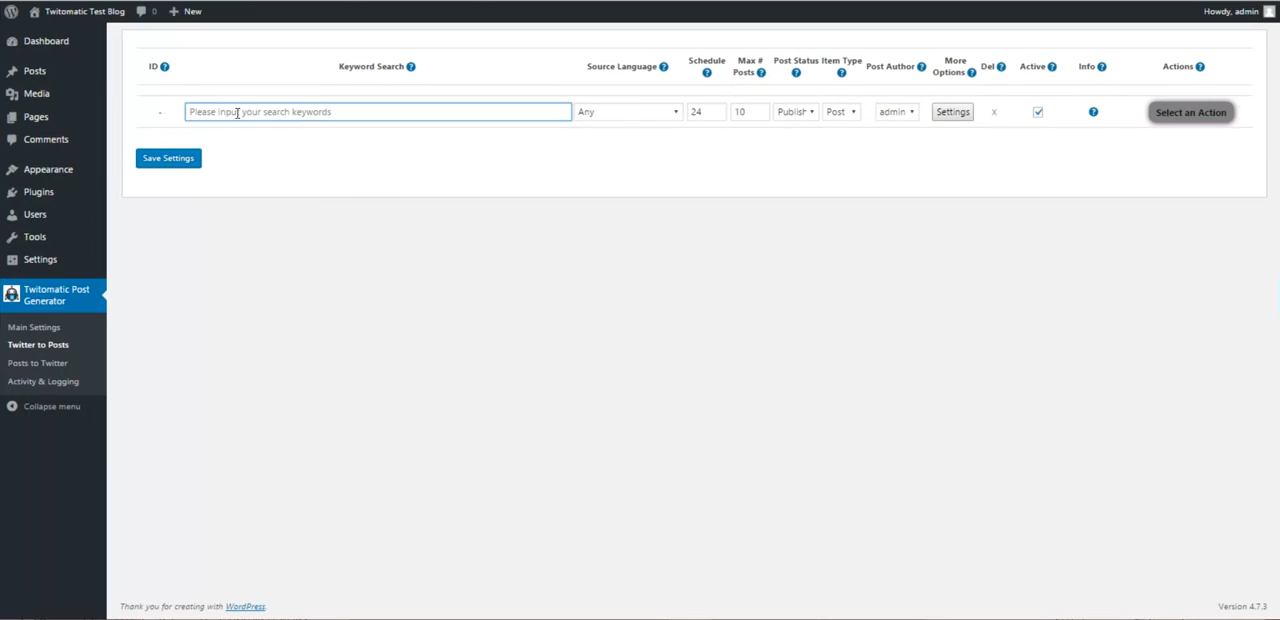 Twitomatic Test Blog 0 New Howdy, admin
Dashboard
Posts
Media
Pages
Comments
Appearance
Plugins
Users
Tools
Settings
Twitomatic Post
Generator
Main Settings
Twitter to Posts
Posts to Twitter
Activity & Logging
Collapse menu
ID ? Keyword Search ? Source Language ? Schedule ? Max # Posts ? Post Status ? Item Type ? Post Author ? More Options ? Del ? Active ? Info ? Actions ?
- Please input your search keywords Any 24 10 Publish Post admin Settings X ? Select an Action
Save Settings
Thank you for creating with WordPress. Version 4.7.3